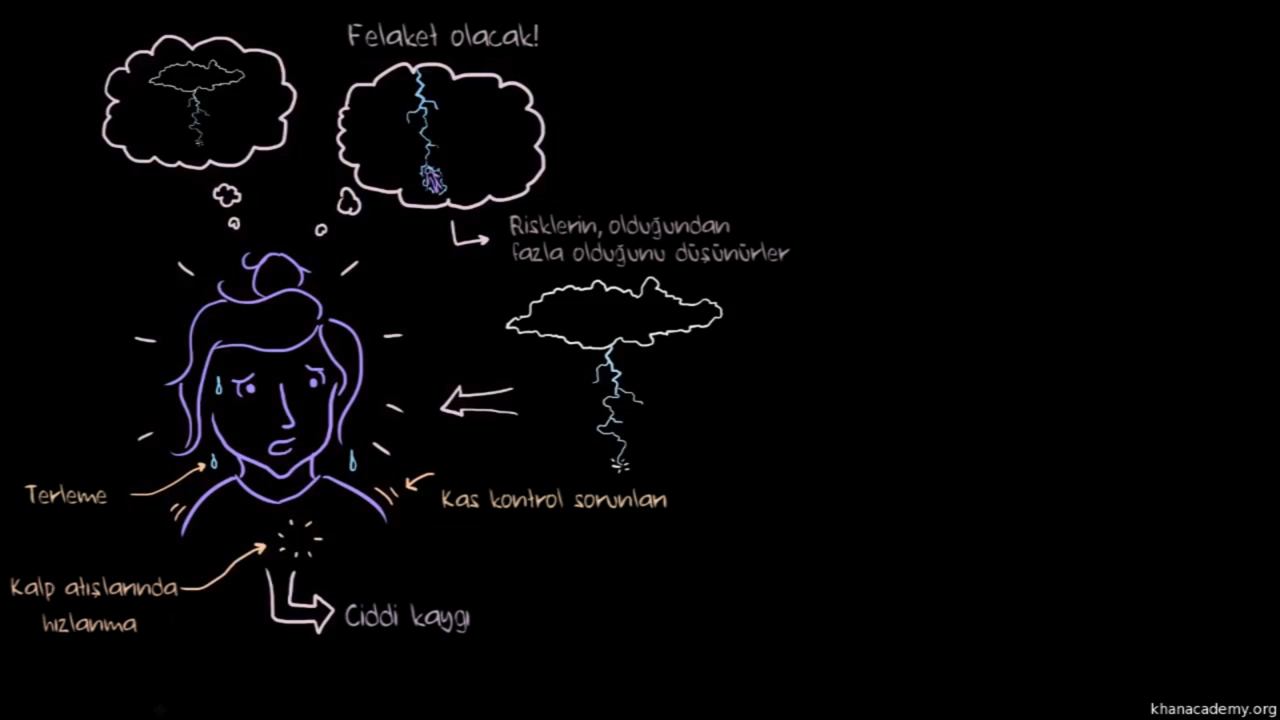 Felaket olacak!
Risklerin, olduğundan
fazla olduğunu düşünürler
Terleme
Kas kontrol sorunları
Kalp atışlarında
hızlanma
Ciddi kaygı
khanacademy.org